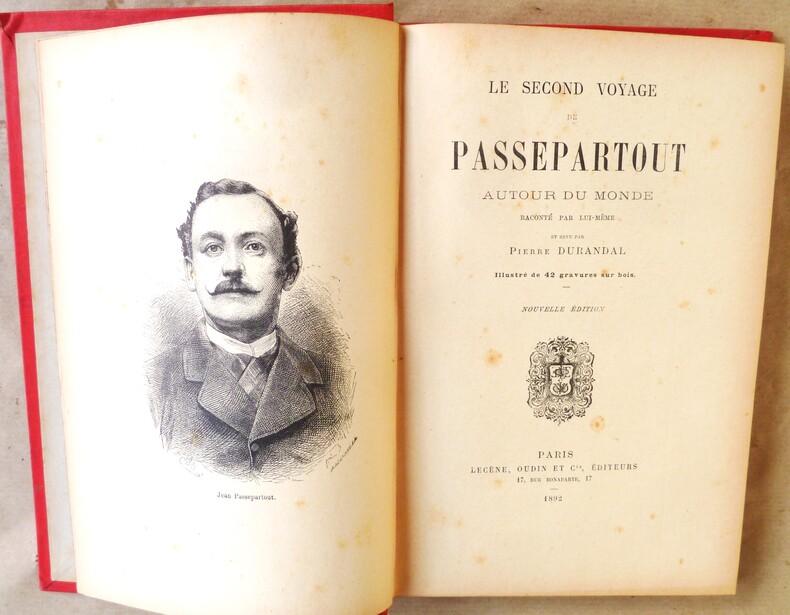 Jean Passepartout.
LE SECOND VOYAGE
DE
PASSEPARTOUT
AUTOUR DU MONDE
RACONTÉ PAR LUI-MÊME
ET REVU PAR
PIERRE DURANDAL
Illustré de 42 gravures sur bois.
NOUVELLE ÉDITION
PARIS
LECÈNE, OUDIN ET Cie, ÉDITEURS
17, RUE BONAPARTE, 17
1892